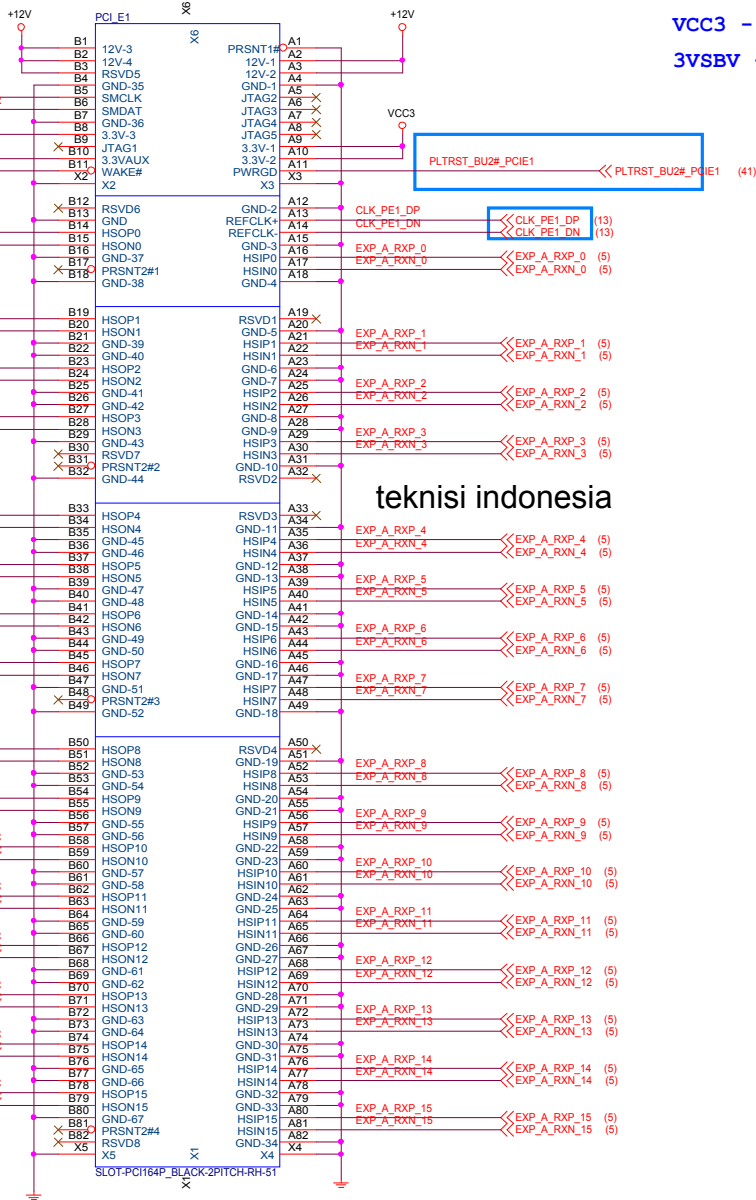 X6
+12V
PCI_E1
+12V
VCC3 -
3VSBV
X6
B1 12V-3 PRSNT1# A1
B2 12V-4 12V-1 A2
B3 RSVD5 12V-2 A3
B4 GND-35 GND-1 A4
B5 SMCLK JTAG2 A5
B6 SMDAT JTAG3 A6
B7 GND-36 JTAG4 A7
VCC3
B8 3.3V-3 JTAG5 A8
B9 JTAG1 3.3V-1 A9
B10 3.3VAUX 3.3V-2 A10
B11 WAKE# PWRGD A11 PLTRST_BU2#_PCIE1 PLTRST_BU2#_PCIE1 (41)
X2 X2 X3 X3
B12 RSVD6 GND-2 A12
B13 GND REFCLK+ A13 CLK_PE1_DP CLK_PE1_DP (13)
B14 HSOP0 REFCLK- A14 CLK_PE1_DN CLK_PE1_DN (13)
B15 HSON0 GND-3 A15
B16 GND-37 HSIP0 A16 EXP_A_RXP_0 EXP_A_RXP_0 (5)
B17 PRSNT2#1 HSIN0 A17 EXP_A_RXN_0 EXP_A_RXN_0 (5)
B18 GND-38 GND-4 A18
B19 HSOP1 RSVD1 A19
B20 HSON1 GND-5 A20
B21 GND-39 HSIP1 A21 EXP_A_RXP_1 EXP_A_RXP_1 (5)
B22 GND-40 HSIN1 A22 EXP_A_RXN_1 EXP_A_RXN_1 (5)
B23 HSOP2 GND-6 A23
B24 HSON2 GND-7 A24
B25 GND-41 HSIP2 A25 EXP_A_RXP_2 EXP_A_RXP_2 (5)
B26 GND-42 HSIN2 A26 EXP_A_RXN_2 EXP_A_RXN_2 (5)
B27 HSOP3 GND-8 A27
B28 HSON3 GND-9 A28
B29 GND-43 HSIP3 A29 EXP_A_RXP_3 EXP_A_RXP_3 (5)
B30 RSVD7 HSIN3 A30 EXP_A_RXN_3 EXP_A_RXN_3 (5)
B31 PRSNT2#2 GND-10 A31
B32 GND-44 RSVD2 A32
teknisi indonesia
B33 HSOP4 RSVD3 A33
B34 HSON4 GND-11 A34
B35 GND-45 HSIP4 A35 EXP_A_RXP_4 EXP_A_RXP_4 (5)
B36 GND-46 HSIN4 A36 EXP_A_RXN_4 EXP_A_RXN_4 (5)
B37 HSOP5 GND-12 A37
B38 HSON5 GND-13 A38
B39 GND-47 HSIP5 A39 EXP_A_RXP_5 EXP_A_RXP_5 (5)
B40 GND-48 HSIN5 A40 EXP_A_RXN_5 EXP_A_RXN_5 (5)
B41 HSOP6 GND-14 A41
B42 HSON6 GND-15 A42
B43 GND-49 HSIP6 A43 EXP_A_RXP_6 EXP_A_RXP_6 (5)
B44 GND-50 HSIN6 A44 EXP_A_RXN_6 EXP_A_RXN_6 (5)
B45 HSOP7 GND-16 A45
B46 HSON7 GND-17 A46
B47 GND-51 HSIP7 A47 EXP_A_RXP_7 EXP_A_RXP_7 (5)
B48 PRSNT2#3 HSIN7 A48 EXP_A_RXN_7 EXP_A_RXN_7 (5)
B49 GND-52 GND-18 A49
B50 HSOP8 RSVD4 A50
B51 HSON8 GND-19 A51
B52 GND-53 HSIP8 A52 EXP_A_RXP_8 EXP_A_RXP_8 (5)
B53 GND-54 HSIN8 A53 EXP_A_RXN_8 EXP_A_RXN_8 (5)
B54 HSOP9 GND-20 A54
B55 HSON9 GND-21 A55
B56 GND-55 HSIP9 A56 EXP_A_RXP_9 EXP_A_RXP_9 (5)
B57 GND-56 HSIN9 A57 EXP_A_RXN_9 EXP_A_RXN_9 (5)
B58 HSOP10 GND-22 A58
B59 HSON10 GND-23 A59
B60 GND-57 HSIP10 A60 EXP_A_RXP_10 EXP_A_RXP_10 (5)
B61 GND-58 HSIN10 A61 EXP_A_RXN_10 EXP_A_RXN_10 (5)
B62 HSOP11 GND-24 A62
B63 HSON11 GND-25 A63
B64 GND-59 HSIP11 A64 EXP_A_RXP_11 EXP_A_RXP_11 (5)
B65 GND-60 HSIN11 A65 EXP_A_RXN_11 EXP_A_RXN_11 (5)
B66 HSOP12 GND-26 A66
B67 HSON12 GND-27 A67
B68 GND-61 HSIP12 A68 EXP_A_RXP_12 EXP_A_RXP_12 (5)
B69 GND-62 HSIN12 A69 EXP_A_RXN_12 EXP_A_RXN_12 (5)
B70 HSOP13 GND-28 A70
B71 HSON13 GND-29 A71
B72 GND-63 HSIP13 A72 EXP_A_RXP_13 EXP_A_RXP_13 (5)
B73 GND-64 HSIN13 A73 EXP_A_RXN_13 EXP_A_RXN_13 (5)
B74 HSOP14 GND-30 A74
B75 HSON14 GND-31 A75
B76 GND-65 HSIP14 A76 EXP_A_RXP_14 EXP_A_RXP_14 (5)
B77 GND-66 HSIN14 A77 EXP_A_RXN_14 EXP_A_RXN_14 (5)
B78 HSOP15 GND-32 A78
B79 HSON15 GND-33 A79
B80 GND-67 HSIP15 A80 EXP_A_RXP_15 EXP_A_RXP_15 (5)
B81 PRSNT2#4 HSIN15 A81 EXP_A_RXN_15 EXP_A_RXN_15 (5)
B82 RSVD8 GND-34 A82
X5 X5 X1 X4 X4
SLOT-PCI164P_BLACK-2PITCH-RH-51
X1